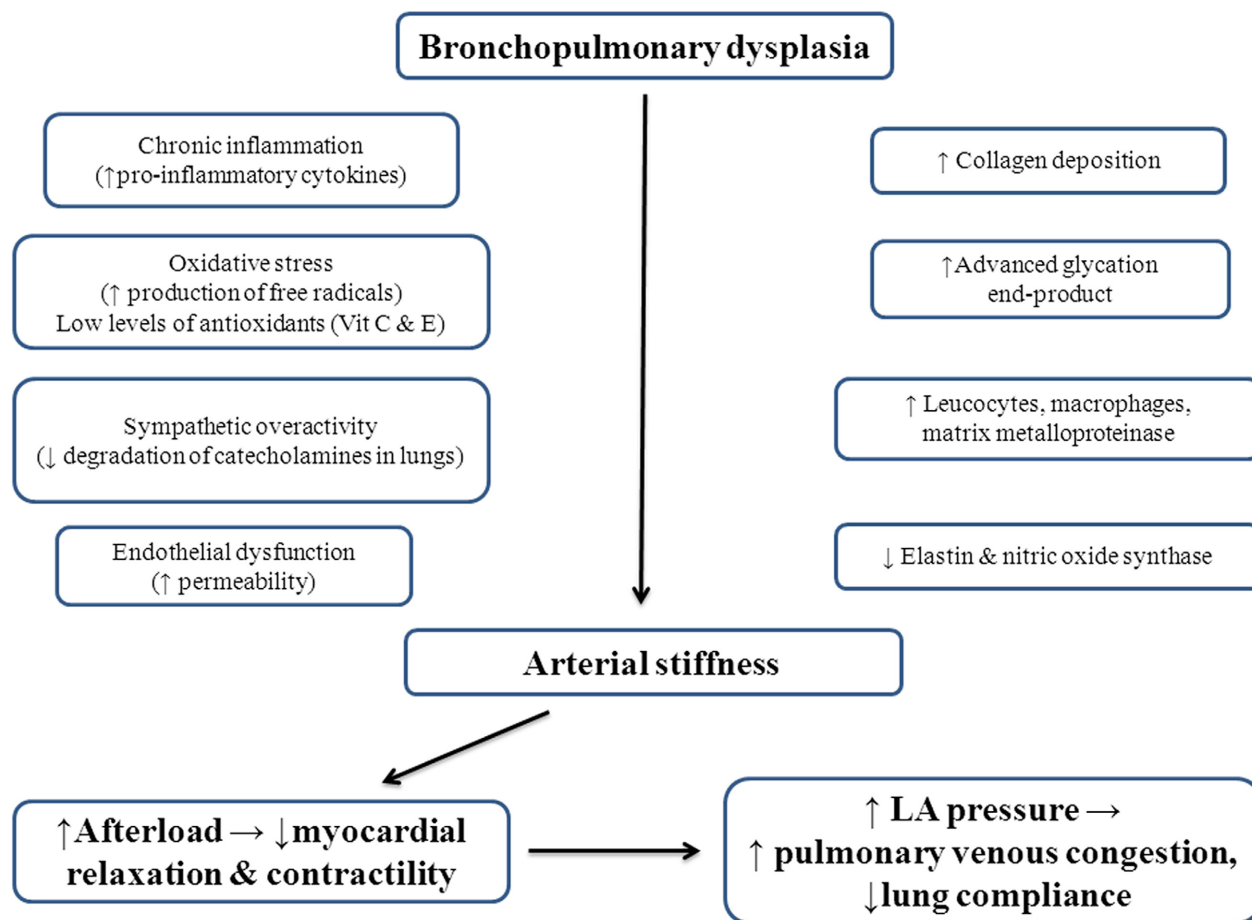 Bronchopulmonary dysplasia
Chronic inflammation
(↑pro-inflammatory cytokines)
Oxidative stress
(↑ production of free radicals)
Low levels of antioxidants (Vit C & E)
Sympathetic overactivity
(↓ degradation of catecholamines in lungs)
Endothelial dysfunction
(↑ permeability)
↑ Collagen deposition
↑Advanced glycation
end-product
↑ Leucocytes, macrophages,
matrix metalloproteinase
↓ Elastin & nitric oxide synthase
Arterial stiffness
↑Afterload → ↓myocardial
relaxation & contractility
↑ LA pressure →
↑ pulmonary venous congestion,
↓lung compliance